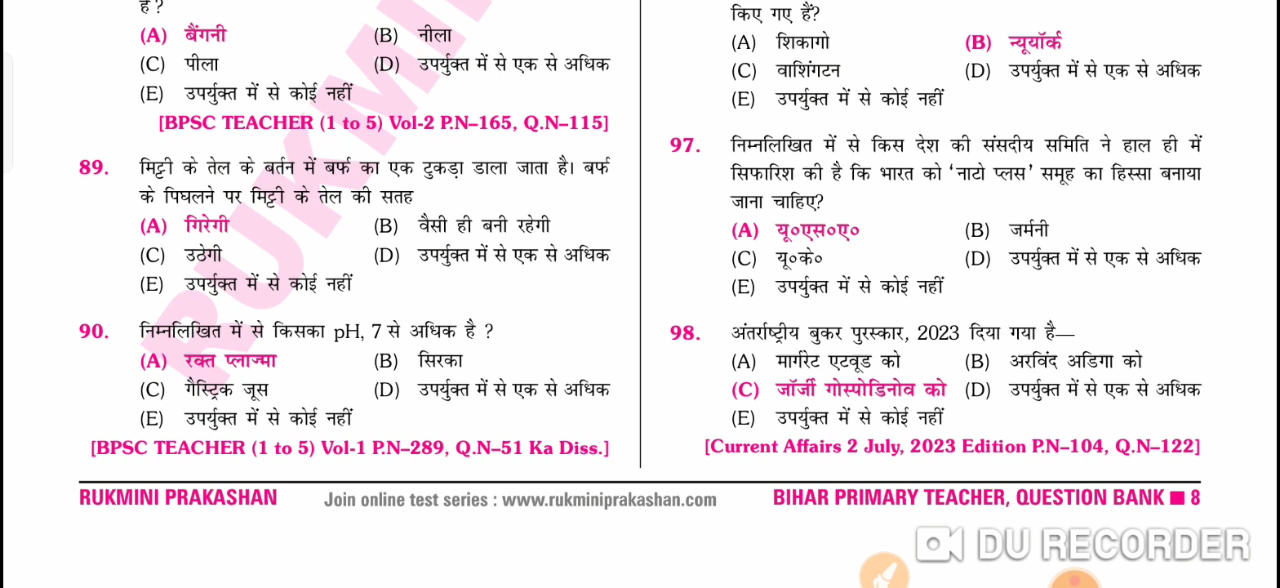 है ?
(A) बैंगनी (B) नीला
(C) पीला (D) उपर्युक्त में से एक से अधिक
(E) उपर्युक्त में से कोई नहीं
[BPSC TEACHER (1 to 5) Vol-2 P.N–165, Q.N–115]
89. मिट्टी के तेल के बर्तन में बर्फ का एक टुकड़ा डाला जाता है। बर्फ
के पिघलने पर मिट्टी के तेल की सतह
(A) गिरेगी (B) वैसी ही बनी रहेगी
(C) उठेगी (D) उपर्युक्त में से एक से अधिक
(E) उपर्युक्त में से कोई नहीं
90. निम्नलिखित में से किसका pH, 7 से अधिक है ?
(A) रक्त प्लाज्मा (B) सिरका
(C) गैस्ट्रिक जूस (D) उपर्युक्त में से एक से अधिक
(E) उपर्युक्त में से कोई नहीं
[BPSC TEACHER (1 to 5) Vol-1 P.N–289, Q.N–51 Ka Diss.]
किए गए हैं?
(A) शिकागो (B) न्यूयॉर्क
(C) वाशिंगटन (D) उपर्युक्त में से एक से अधिक
(E) उपर्युक्त में से कोई नहीं
97. निम्नलिखित में से किस देश की संसदीय समिति ने हाल ही में
सिफारिश की है कि भारत को ‘नाटो प्लस’ समूह का हिस्सा बनाया
जाना चाहिए?
(A) यू०एस०ए० (B) जर्मनी
(C) यू०के० (D) उपर्युक्त में से एक से अधिक
(E) उपर्युक्त में से कोई नहीं
98. अंतर्राष्ट्रीय बुकर पुरस्कार, 2023 दिया गया है—
(A) मार्गरेट एटवूड को (B) अरविंद अडिगा को
(C) जॉर्जी गोस्पोडिनोव को (D) उपर्युक्त में से एक से अधिक
(E) उपर्युक्त में से कोई नहीं
[Current Affairs 2 July, 2023 Edition P.N–104, Q.N–122]
RUKMINI PRAKASHAN Join online test series : www.rukminiprakashan.com BIHAR PRIMARY TEACHER, QUESTION BANK ■ 8
DU RECORDER
RUKMINI